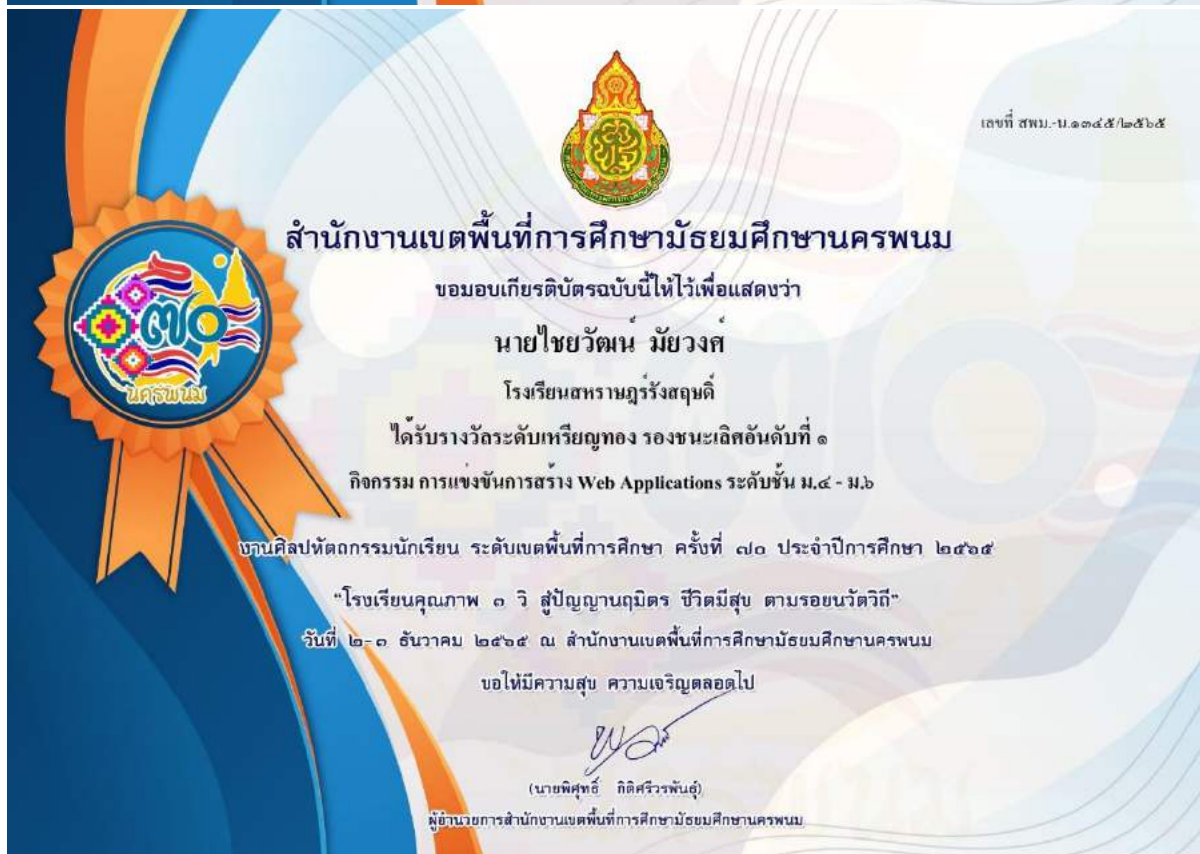 เลขที่ สพม.-น.๑๓๔๕/๒๕๖๕
สำนักงานเขตพื้นที่การศึกษามัธยมศึกษานครพนม
ขอมอบเกียรติบัตรฉบับนี้ให้ไว้เพื่อแสดงว่า
นายไชยวัฒน์ มัยวงค์
โรงเรียนสหราษฎร์รังสฤษดิ์
ได้รับรางวัลระดับเหรียญทอง รองชนะเลิศอันดับที่ ๑
กิจกรรม การแข่งขันการสร้าง Web Applications ระดับชั้น ม.๔ - ม.๖
๗๐
นครพนม
งานศิลปหัตถกรรมนักเรียน ระดับเขตพื้นที่การศึกษา ครั้งที่ ๗๐ ประจำปีการศึกษา ๒๕๖๕
“โรงเรียนคุณภาพ ๓ วิ สู่ปัญญานฤมิตร ชีวิตมีสุข ตามรอยนวัตวิถี”
วันที่ ๒-๓ ธันวาคม ๒๕๖๕ ณ สำนักงานเขตพื้นที่การศึกษามัธยมศึกษานครพนม
ขอให้มีความสุข ความเจริญตลอดไป
(นายพิศุทธิ์ กิติศรีวรพันธุ์)
ผู้อำนวยการสำนักงานเขตพื้นที่การศึกษามัธยมศึกษานครพนม